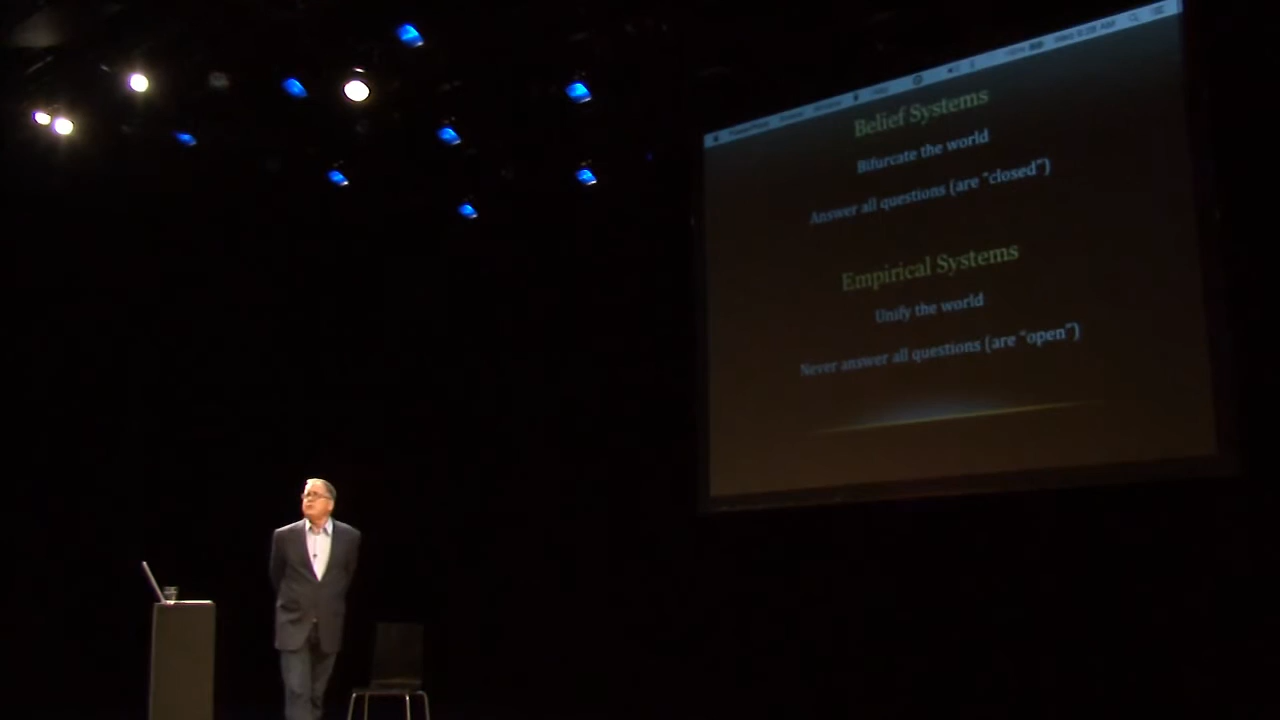 Belief Systems
Bifurcate the world
Answer all questions (are "closed")
Empirical Systems
Unify the world
Never answer all questions (are "open")